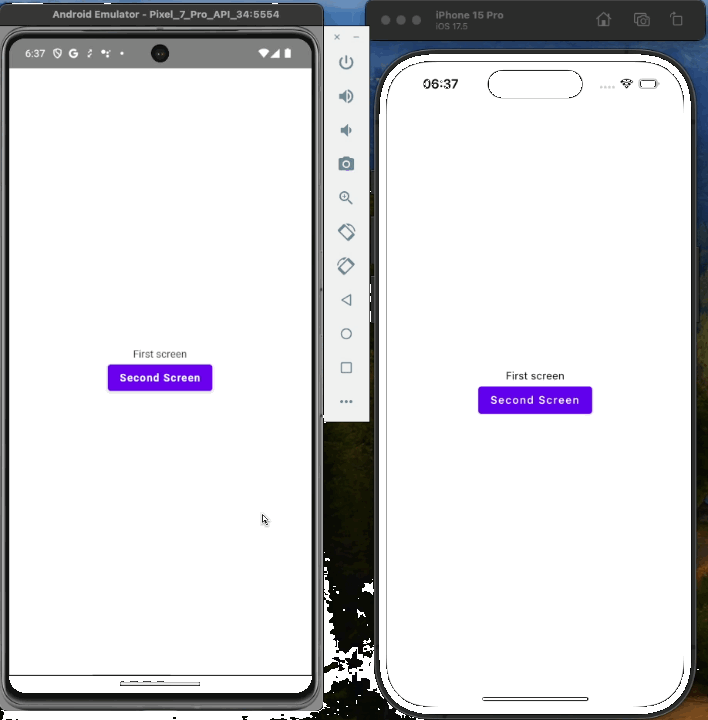 Android Emulator - Pixel_7_Pro_API_34:5554
6:37
First screen
Second Screen
iPhone 15 Pro
iOS 17.5
06:37
First screen
Second Screen